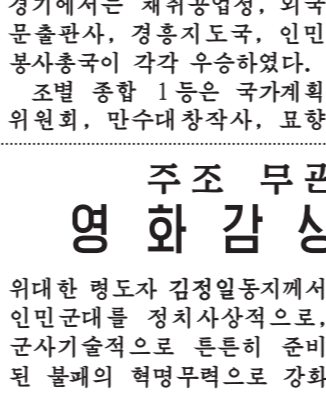 경기에서는 채취공업성, 외국
문출판사, 경흥지도국, 인민
봉사총국이 각각 우승하였다.
조별 종합 1등은 국가계획
위원회, 만수대창작사, 묘향
주조 무관
영화감상
위대한 령도자 김정일동지께서
인민군대를 정치사상적으로,
군사기술적으로 튼튼히 준비
된 불패의 혁명무력으로 강화